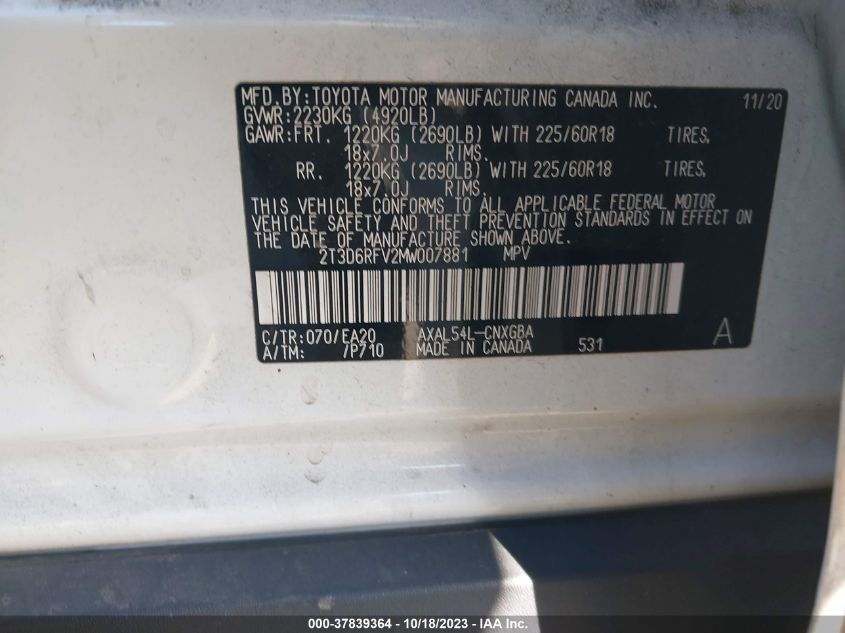 MFD.BY:TOYOTA MOTOR MANUFACTURING CANADA INC. 11/20
GVWR:2230KG (4920LB)
GAWR:FRT. 1220KG (2690LB) WITH 225/60R18 TIRES,
18x7.0J RIMS.
RR. 1220KG (2690LB) WITH 225/60R18 TIRES,
18x7.0J RIMS.
THIS VEHICLE CONFORMS TO ALL APPLICABLE FEDERAL MOTOR
VEHICLE SAFETY AND THEFT PREVENTION STANDARDS IN EFFECT ON
THE DATE OF MANUFACTURE SHOWN ABOVE.
2T3D6RFV2MW007881 MPV
C/TR:070/EA20 AXAL54L-CNXGBA
A/TM: /P710 MADE IN CANADA 531 A
000-37839364 - 10/18/2023 - IAA Inc.